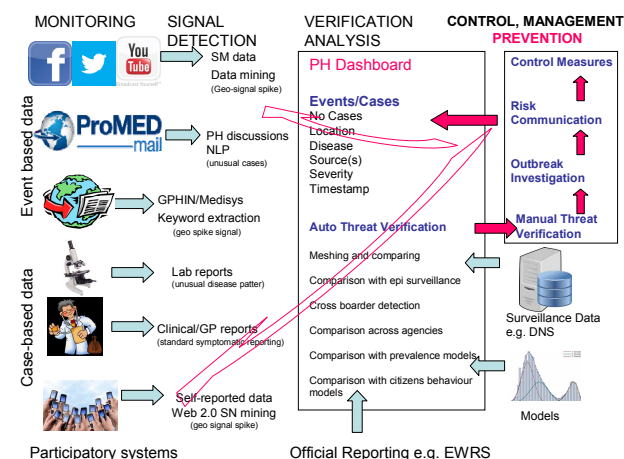 MONITORING
SIGNAL
DETECTION
VERIFICATION
ANALYSIS
CONTROL, MANAGEMENT
PREVENTION
Event based data
Case-based data
f
You
Tube
Broadcast Yourself
SM data
Data mining
(Geo-signal spike)
ProMED
mail
PH discussions
NLP
(unusual cases)
GPHIN/Medisys
Keyword extraction
(geo spike signal)
Lab reports
(unusual disease patter)
Clinical/GP reports
(standard symptomatic reporting)
Self-reported data
Web 2.0 SN mining
(geo signal spike)
Participatory systems
PH Dashboard
Events/Cases
No Cases
Location
Disease
Source(s)
Severity
Timestamp
Auto Threat Verification
Meshing and comparing
Comparison with epi surveillance
Cross boarder detection
Comparison across agencies
Comparison with prevalence models
Comparison with citizens behaviour
models
Official Reporting e.g. EWRS
Control Measures
Risk
Communication
Outbreak
Investigation
Manual Threat
Verification
Surveillance Data
e.g. DNS
Models